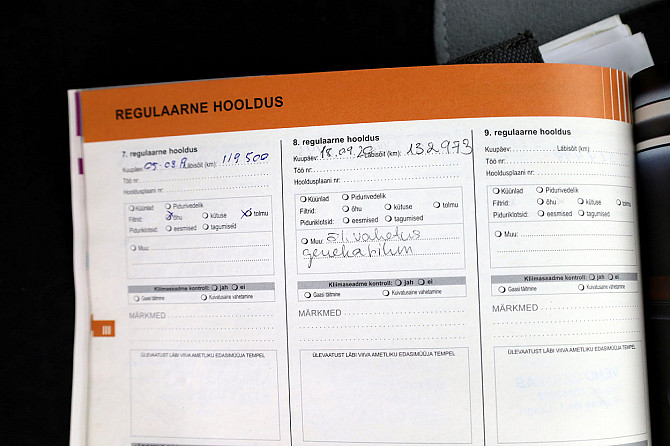 REGULAARNE HOOLDUS
7. regulaarne hooldus
Kuupäev: 05.03 Läbisõit (km): 119 500
Töö nr:
Hooldusplaani nr:
Küünlad Pidurivedelik
Filtrid: õhu kütuse tolmu
Piduriklotsid: eesmised tagumised
Muu:
Kliimaseadme kontroll: jah ei
Gaasi täitmine Kuivatusaine vahetamine
MÄRKMED
ÜLEVAATUST LÄBI VIIVA AMETLIKU EDASIMÜÜJA TEMPEL
8. regulaarne hooldus
Kuupäev: 18.09.20 Läbisõit (km): 132 973
Töö nr:
Hooldusplaani nr:
Küünlad Pidurivedelik
Filtrid: õhu kütuse tolmu
Piduriklotsid: eesmised tagumised
Muu: õli vahetus
Kliimaseadme kontroll: jah ei
Gaasi täitmine Kuivatusaine vahetamine
MÄRKMED
ÜLEVAATUST LÄBI VIIVA AMETLIKU EDASIMÜÜJA TEMPEL
9. regulaarne hooldus
Kuupäev: Läbisõit (km):
Töö nr:
Hooldusplaani nr:
Küünlad Pidurivedelik
Filtrid: õhu kütuse tolmu
Piduriklotsid: eesmised tagumised
Muu:
Kliimaseadme kontroll: jah ei
Gaasi täitmine Kuivatusaine vahetamine
MÄRKMED
ÜLEVAATUST LÄBI VIIVA AMETLIKU EDASIMÜÜJA TEMPEL
III